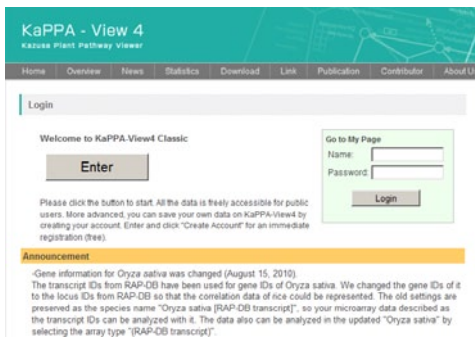 KaPPA - View 4
Kazusa Plant Pathway Viewer
Home Overview News Statistics Download Link Publication Contributor About U
Login
Welcome to KaPPA-View4 Classic
Enter
Please click the button to start. All the data is freely accessible for public
users. More advanced, you can save your own data on KaPPA-View4 by
creating your account. Enter and click "Create Account" for an immediate
registration (free).
Go to My Page
Name:
Password:
Login
Announcement
-Gene information for Oryza sativa was changed (August 15, 2010).
The transcript IDs from RAP-DB have been used for gene IDs of Oryza sativa. We changed the gene IDs of it
to the locus IDs from RAP-DB so that the correlation data of rice could be represented. The old settings are
preserved as the species name "Oryza sativa [RAP-DB transcript]", so your microarray data described as
the transcript IDs can be analyzed with it. The data also can be analyzed in the updated "Oryza sativa" by
selecting the array type "(RAP-DB transcript)".